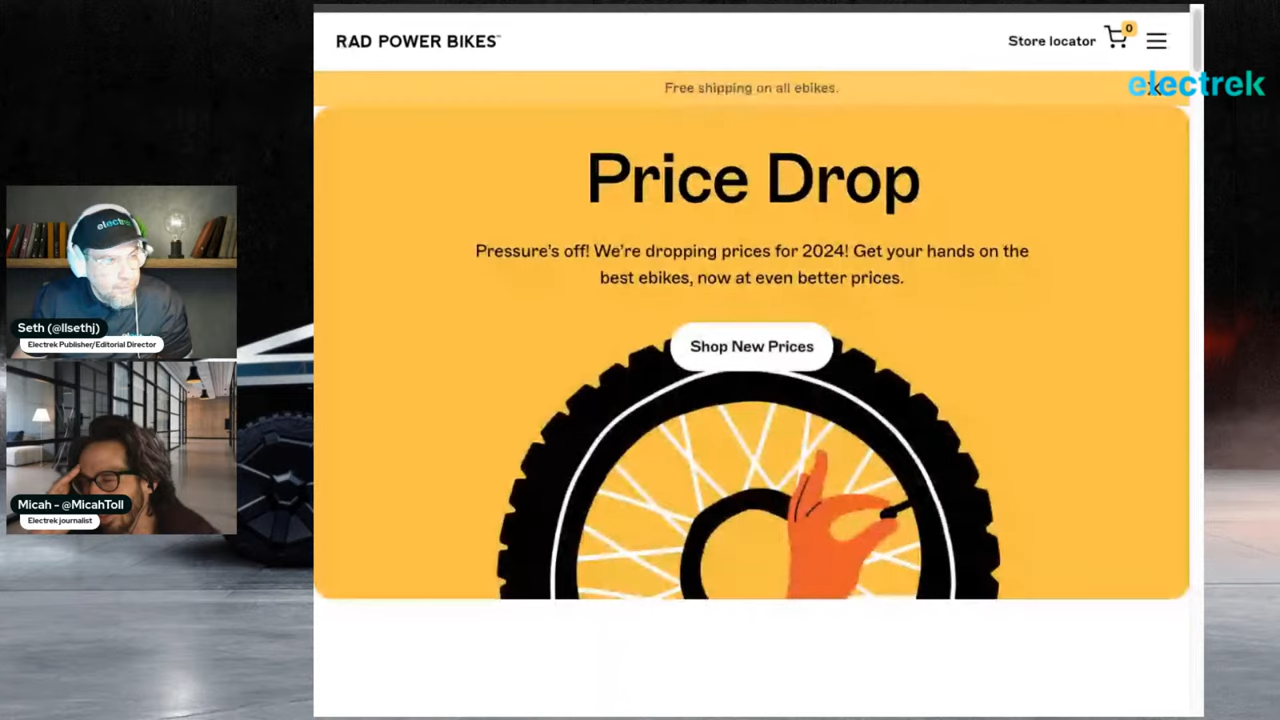 RAD POWER BIKES™
Store locator
0
electrek
Free shipping on all ebikes.
Price Drop
Pressure's off! We're dropping prices for 2024! Get your hands on the
best ebikes, now at even better prices.
Shop New Prices
electrek
Seth (@llsethj)
Electrek Publisher/Editorial Director
Micah - @MicahToll
Electrek journalist